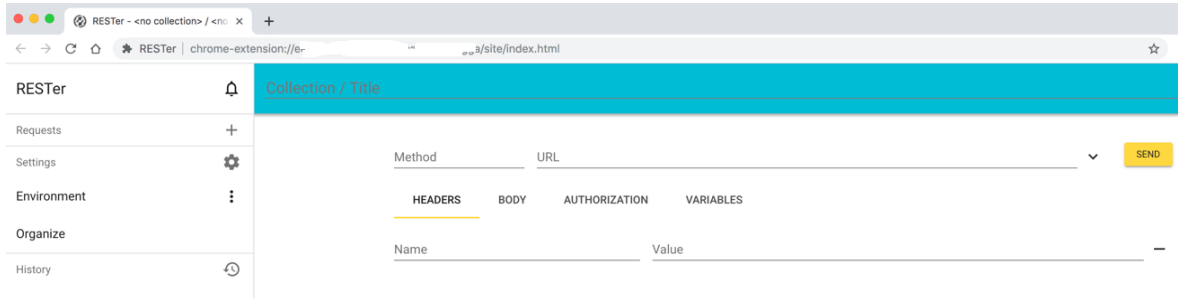 RESTer - <no collection> / <no
RESTer | chrome-extension://e a/site/index.html
RESTer
Collection / Title
Requests
Settings
Method
URL
SEND
Environment
HEADERS
BODY
AUTHORIZATION
VARIABLES
Organize
Name
Value
History